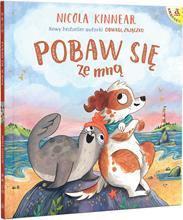 NICOLA KINNEAR
Nowy bestseller autorki ODWAGI, ZAJĄCZKU
POBAW SIĘ
ze mną